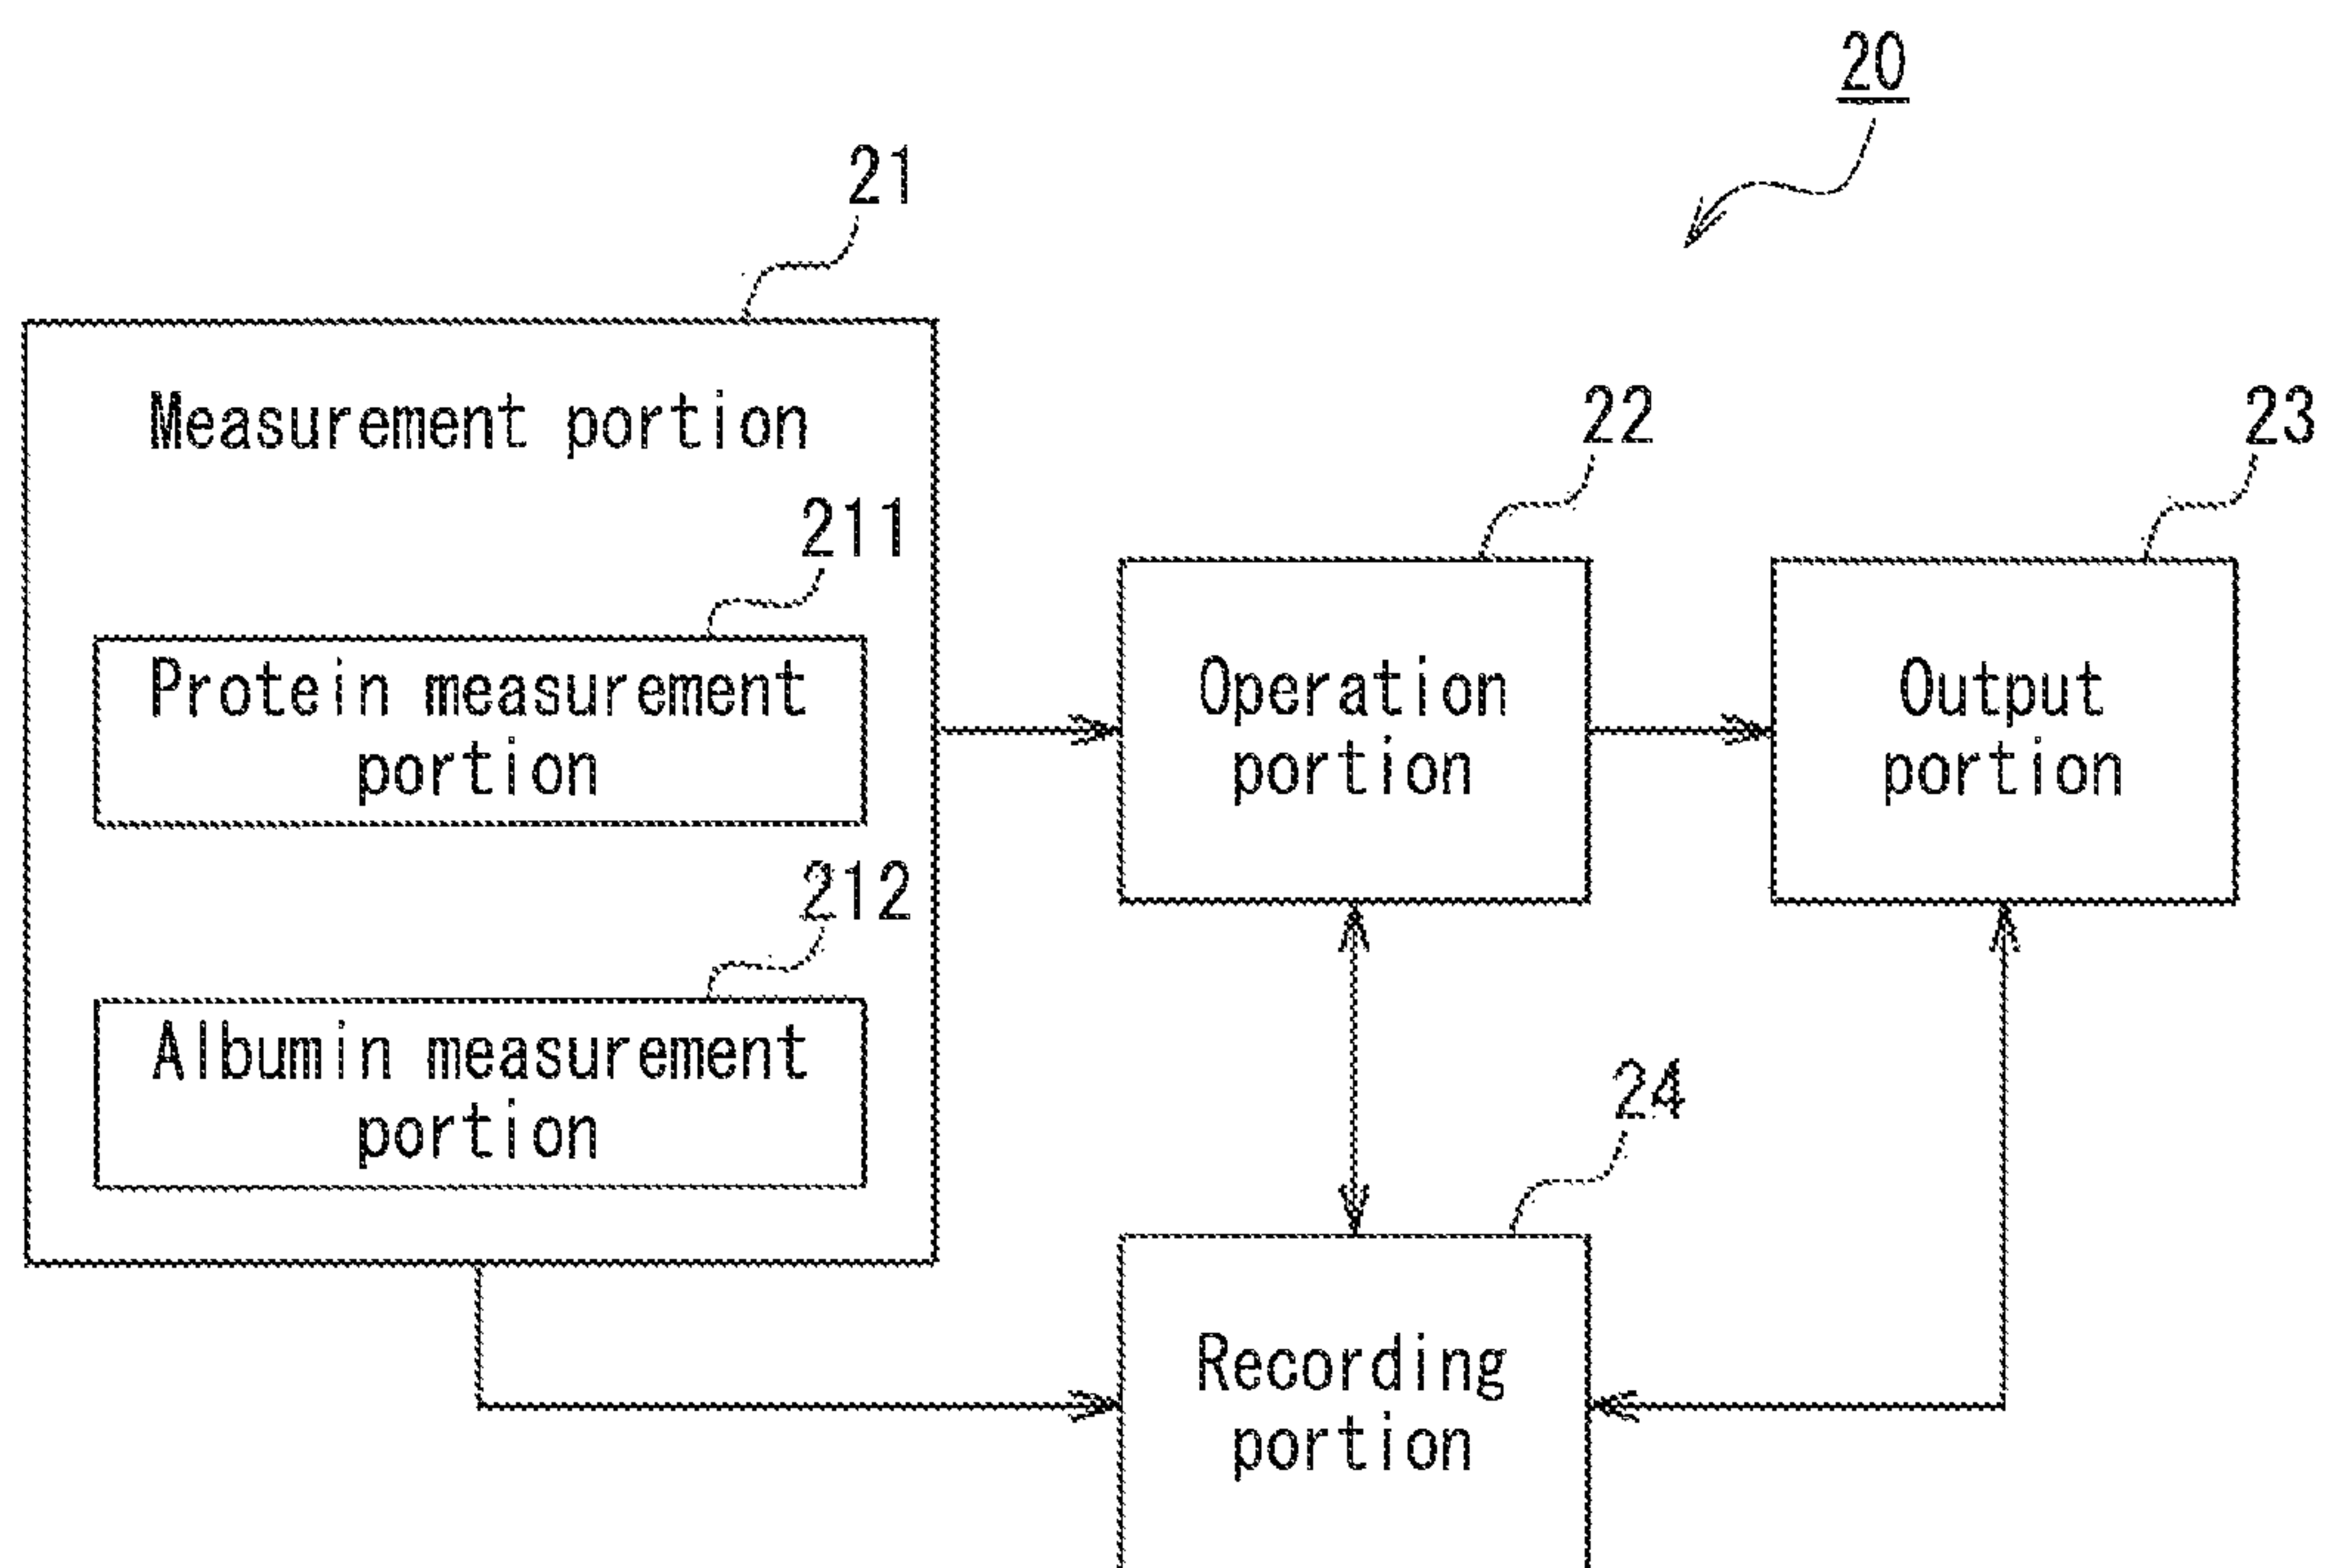 20
21
Measurement portion
22
23
211
Protein measurement
portion
Operation
portion
Output
portion
212
Albumin measurement
portion
24
Recording
portion